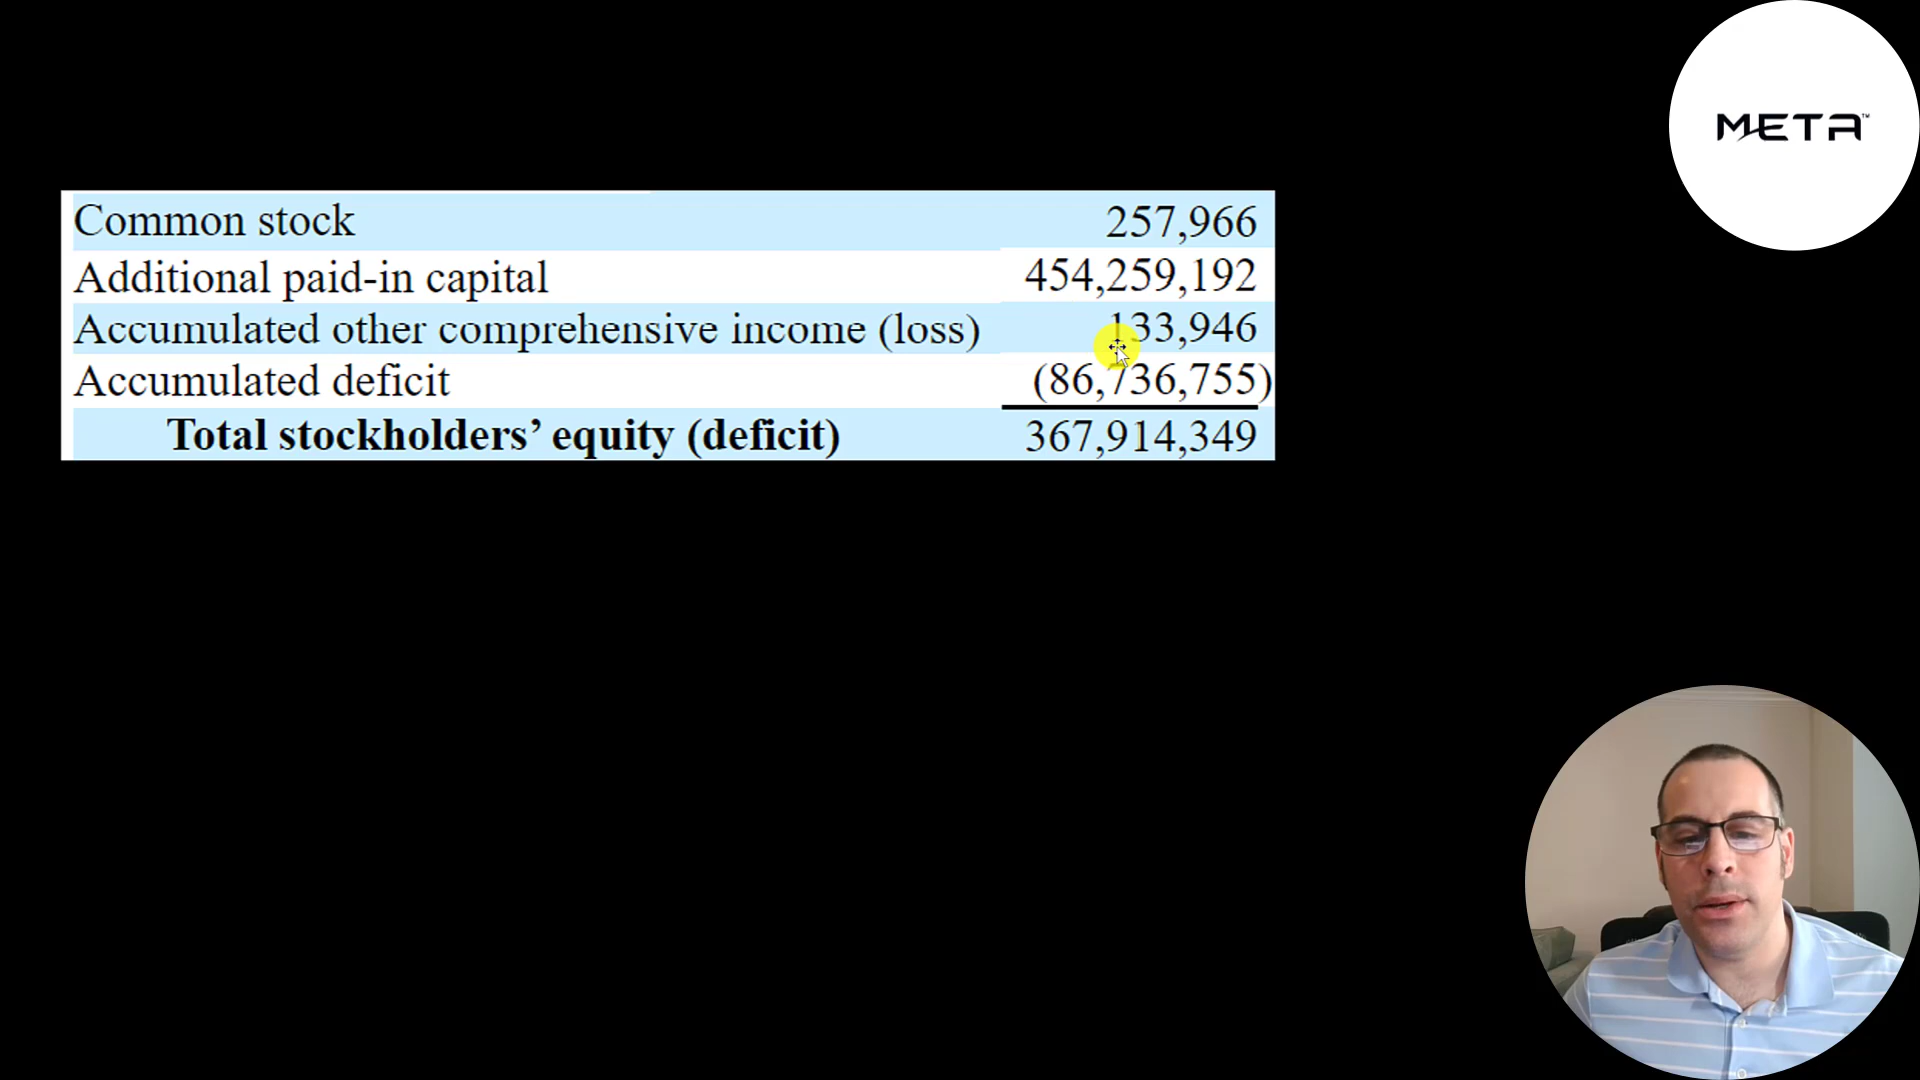 META™
Common stock 257,966
Additional paid-in capital 454,259,192
Accumulated other comprehensive income (loss) 133,946
Accumulated deficit (86,736,755)
Total stockholders’ equity (deficit) 367,914,349